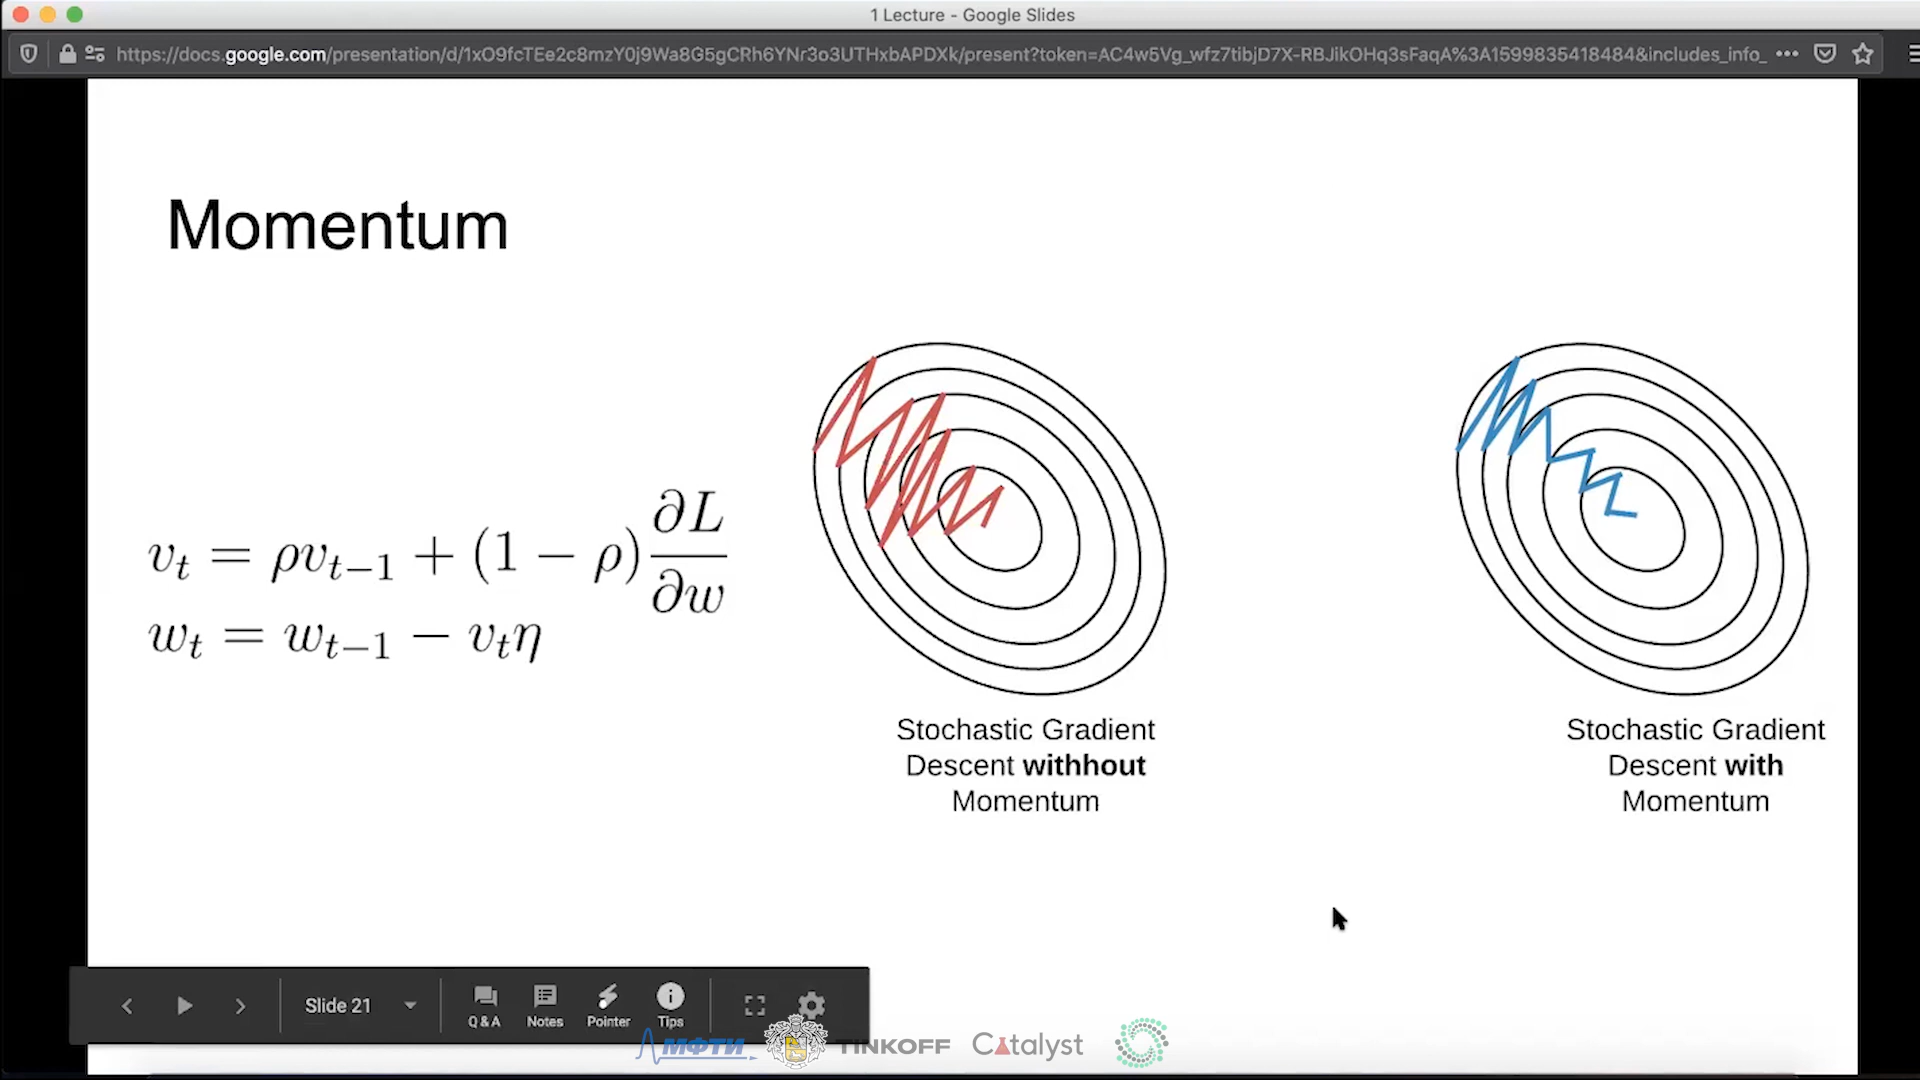 1 Lecture - Google Slides
https://docs.google.com/presentation/d/1xO9fcTEe2c8mzY0j9Wa8G5gCRh6YNr3o3UTHxbAPDXk/present?token=AC4w5Vg_wfz7tibjD7X-RBJikOHq3sFaqA%3A1599835418484&includes_info_
Momentum
v_t = ρv_{t−1} + (1 − ρ) ∂L/∂w
w_t = w_{t−1} − v_tη
Stochastic Gradient
Descent withhout
Momentum
Stochastic Gradient
Descent with
Momentum
Slide 21
Q & A
Notes
Pointer
Tips
МФТИ
TINKOFF
Catalyst